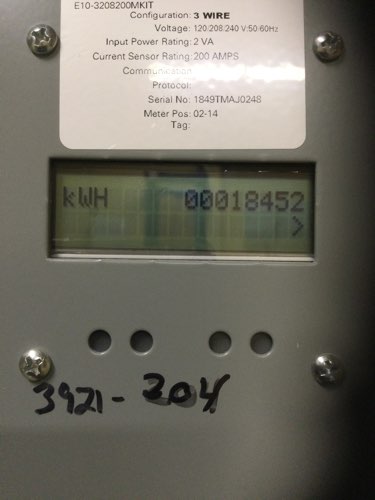 E10-3208200MKIT
Configuration: 3 WIRE
Voltage: 120/208/240 V:50-60Hz
Input Power Rating: 2 VA
Current Sensor Rating: 200 AMPS
Communication:
Protocol:
Serial No: 1849TMAJ0248
Meter Pos: 02-14
Tag:
kWH 00018452
>
3921-304